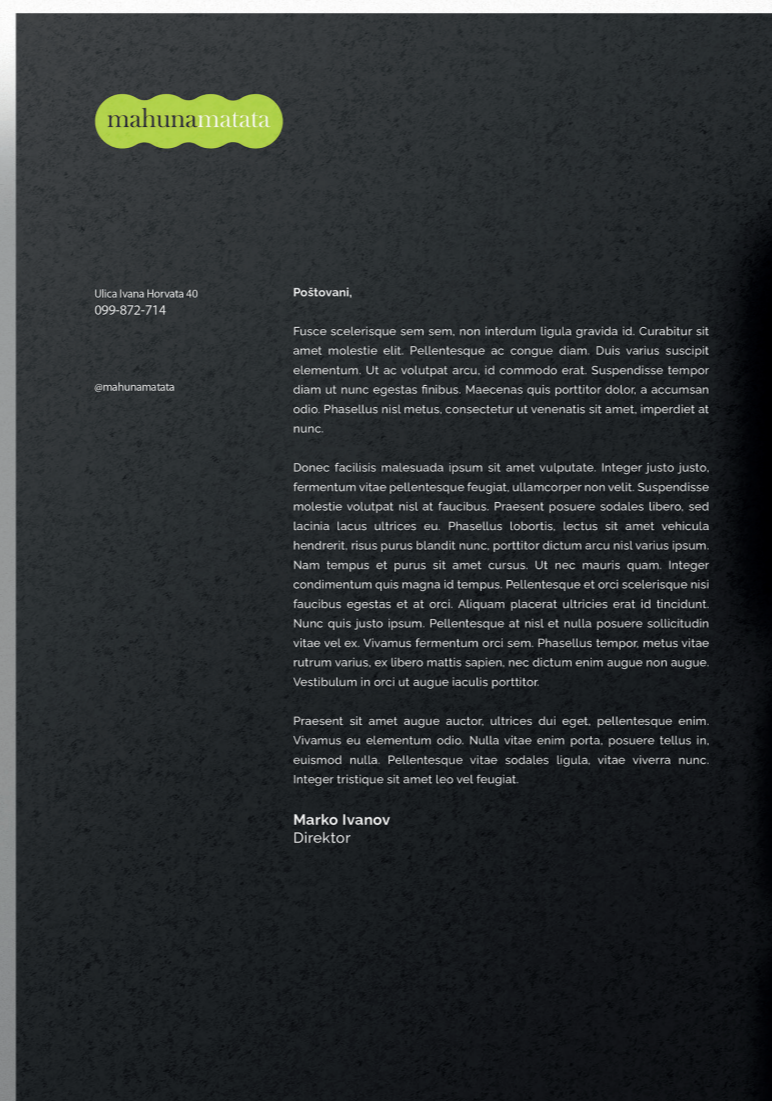 mahunamatata
Ulica Ivana Horvata 40
099-872-714
@mahunamatata
Poštovani,
Fusce scelerisque sem sem, non interdum ligula gravida id. Curabitur sit
amet molestie elit. Pellentesque ac congue diam. Duis varius suscipit
elementum. Ut ac volutpat arcu, id commodo erat. Suspendisse tempor
diam ut nunc egestas finibus. Maecenas quis porttitor dolor, a accumsan
odio. Phasellus nisl metus, consectetur ut venenatis sit amet, imperdiet at
nunc.
Donec facilisis malesuada ipsum sit amet vulputate. Integer justo justo,
fermentum vitae pellentesque feugiat, ullamcorper non velit. Suspendisse
molestie volutpat nisl at faucibus. Praesent posuere sodales libero, sed
lacinia lacus ultrices eu. Phasellus lobortis, lectus sit amet vehicula
hendrerit, risus purus blandit nunc, porttitor dictum arcu nisl varius ipsum.
Nam tempus et purus sit amet cursus. Ut nec mauris quam. Integer
condimentum quis magna id tempus. Pellentesque et orci scelerisque nisi
faucibus egestas et at orci. Aliquam placerat ultricies erat id tincidunt.
Nunc quis justo ipsum. Pellentesque at nisl et nulla posuere sollicitudin
vitae vel ex. Vivamus fermentum orci sem. Phasellus tempor, metus vitae
rutrum varius, ex libero mattis sapien, nec dictum enim augue non augue.
Vestibulum in orci ut augue iaculis porttitor.
Praesent sit amet augue auctor, ultrices dui eget, pellentesque enim.
Vivamus eu elementum odio. Nulla vitae enim porta, posuere tellus in,
euismod nulla. Pellentesque vitae sodales ligula, vitae viverra nunc.
Integer tristique sit amet leo vel feugiat.
Marko Ivanov
Direktor